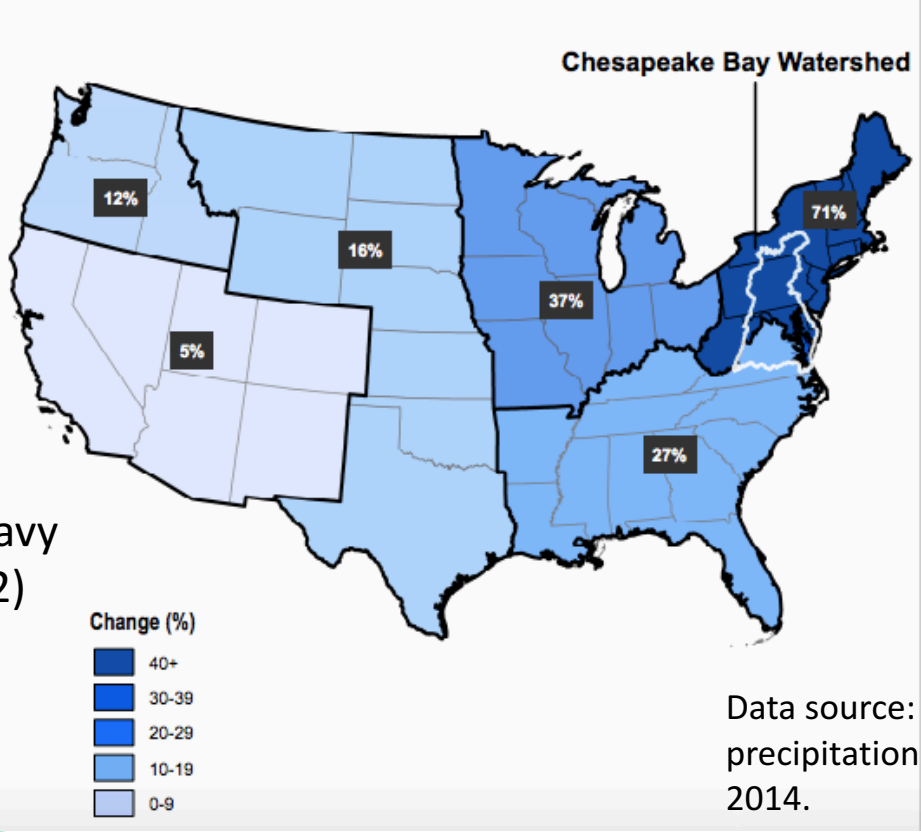 Chesapeake Bay Watershed
12%
71%
16%
37%
5%
27%
avy
2)
Change (%)
40+
30-39
20-29
10-19
0-9
Data source:
precipitation
2014.